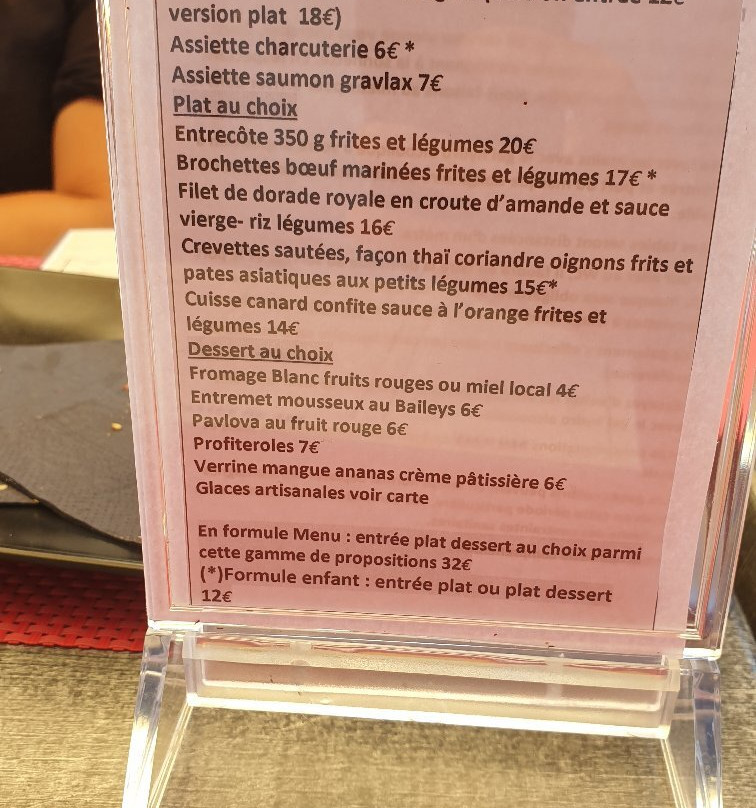 version plat 18€)
Assiette charcuterie 6€ *
Assiette saumon gravlax 7€
Plat au choix
Entrecôte 350 g frites et légumes 20€
Brochettes bœuf marinées frites et légumes 17€ *
Filet de dorade royale en croute d'amande et sauce
vierge- riz légumes 16€
Crevettes sautées, façon thaï coriandre oignons frits et
pates asiatiques aux petits légumes 15€*
Cuisse canard confite sauce à l'orange frites et
légumes 14€
Dessert au choix
Fromage Blanc fruits rouges ou miel local 4€
Entremet mousseux au Baileys 6€
Pavlova au fruit rouge 6€
Profiteroles 7€
Verrine mangue ananas crème pâtissière 6€
Glaces artisanales voir carte
En formule Menu : entrée plat dessert au choix parmi
cette gamme de propositions 32€
(*)Formule enfant : entrée plat ou plat dessert
12€